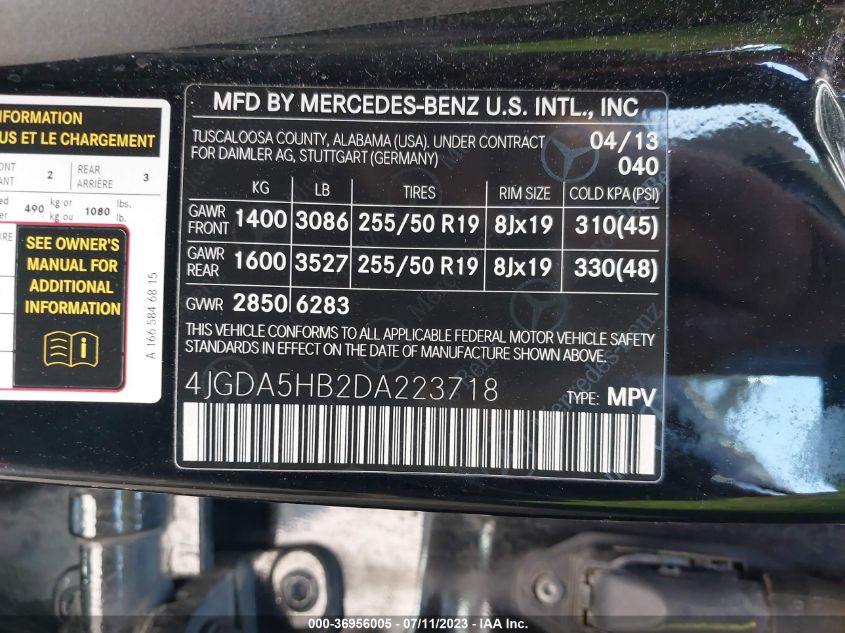 INFORMATION
US ET LE CHARGEMENT
2 REAR ARRIÈRE 3
490 kg or kg ou 1080 lbs. lb.
SEE OWNER'S
MANUAL FOR
ADDITIONAL
INFORMATION
A 166 584 68 15
MFD BY MERCEDES-BENZ U.S. INTL., INC
TUSCALOOSA COUNTY, ALABAMA (USA). UNDER CONTRACT 04/13
FOR DAIMLER AG, STUTTGART (GERMANY) 040
KG LB TIRES RIM SIZE COLD KPA(PSI)
GAWR FRONT 1400 3086 255/50 R19 8Jx19 310(45)
GAWR REAR 1600 3527 255/50 R19 8Jx19 330(48)
GVWR 2850 6283
THIS VEHICLE CONFORMS TO ALL APPLICABLE FEDERAL MOTOR VEHICLE SAFETY
STANDARDS IN EFFECT ON THE DATE OF MANUFACTURE SHOWN ABOVE.
4JGDA5HB2DA223718 TYPE: MPV
000-36956005 - 07/11/2023 - IAA Inc.